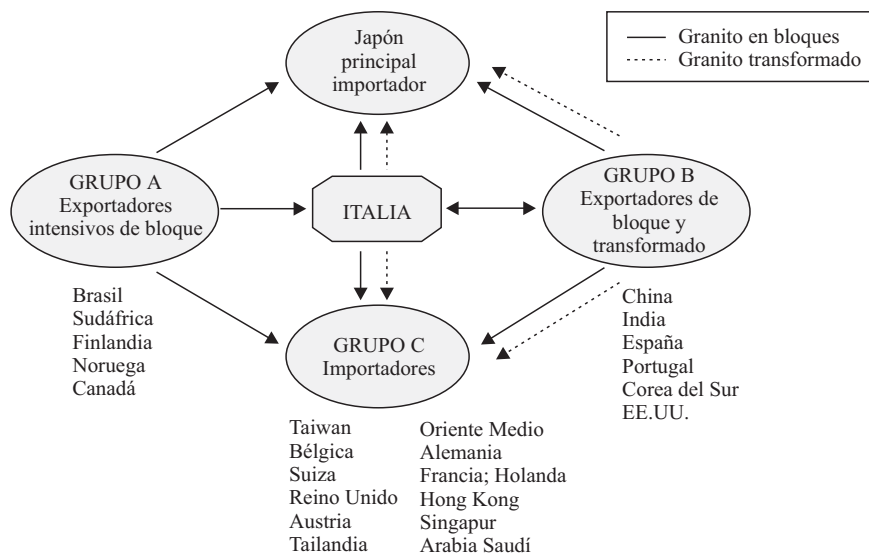 Japón
principal
importador
Granito en bloques
Granito transformado
GRUPO A
Exportadores
intensivos de bloque
ITALIA
GRUPO B
Exportadores de
bloque y
transformado
Brasil
Sudáfrica
Finlandia
Noruega
Canadá
GRUPO C
Importadores
China
India
España
Portugal
Corea del Sur
EE.UU.
Taiwan
Bélgica
Suiza
Reino Unido
Austria
Tailandia
Oriente Medio
Alemania
Francia; Holanda
Hong Kong
Singapur
Arabia Saudí